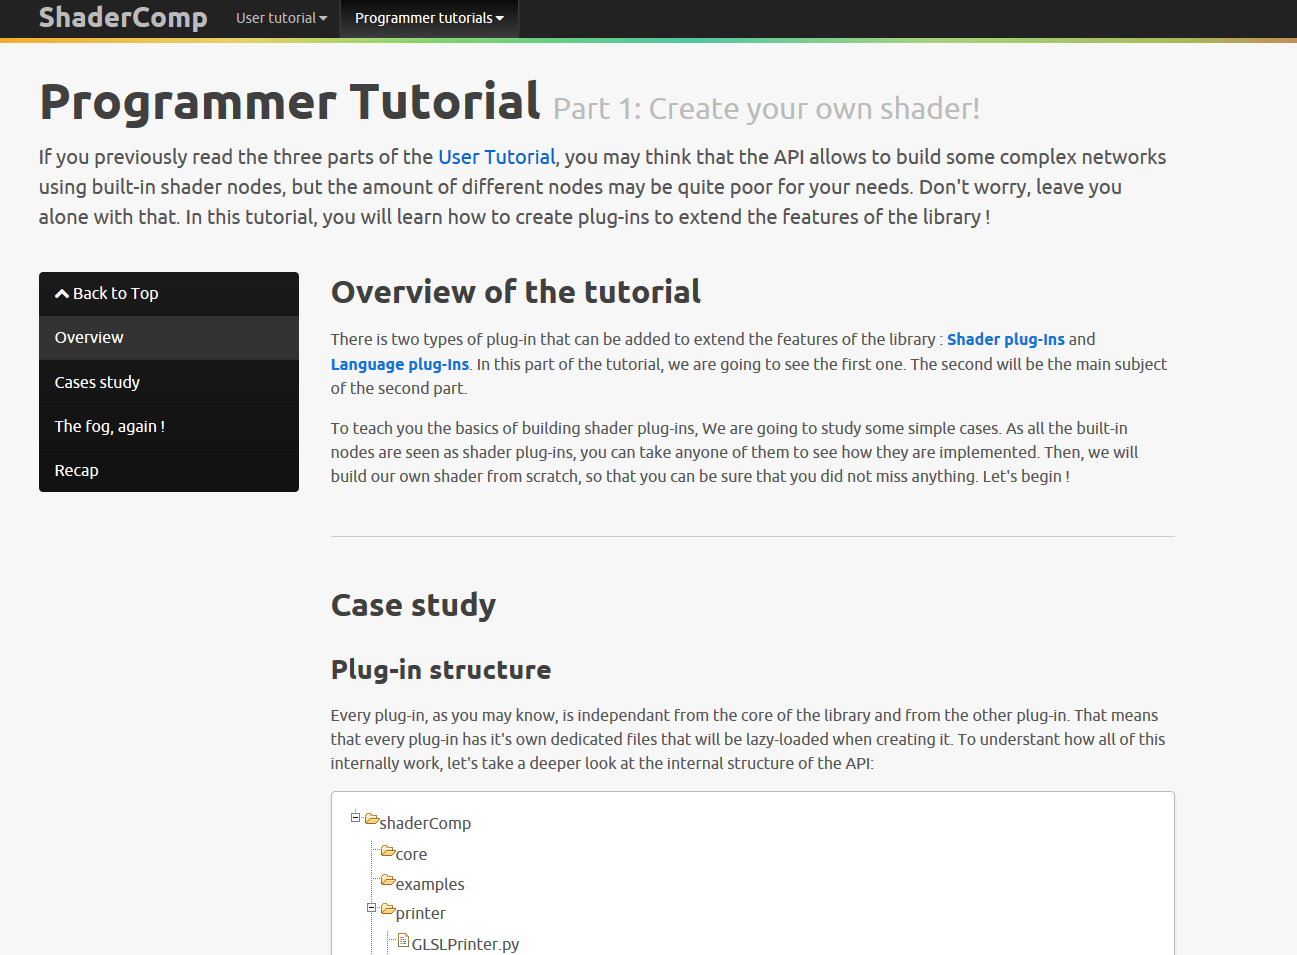 ShaderComp User tutorial Programmer tutorials
Programmer Tutorial Part 1: Create your own shader!
If you previously read the three parts of the User Tutorial, you may think that the API allows to build some complex networks
using built-in shader nodes, but the amount of different nodes may be quite poor for your needs. Don't worry, leave you
alone with that. In this tutorial, you will learn how to create plug-ins to extend the features of the library !
Back to Top
Overview
Cases study
The fog, again !
Recap
Overview of the tutorial
There is two types of plug-in that can be added to extend the features of the library : Shader plug-Ins and
Language plug-Ins. In this part of the tutorial, we are going to see the first one. The second will be the main subject
of the second part.
To teach you the basics of building shader plug-ins, We are going to study some simple cases. As all the built-in
nodes are seen as shader plug-ins, you can take anyone of them to see how they are implemented. Then, we will
build our own shader from scratch, so that you can be sure that you did not miss anything. Let's begin !
Case study
Plug-in structure
Every plug-in, as you may know, is independant from the core of the library and from the other plug-in. That means
that every plug-in has it's own dedicated files that will be lazy-loaded when creating it. To understant how all of this
internally work, let's take a deeper look at the internal structure of the API:
shaderComp
core
examples
printer
GLSLPrinter.py